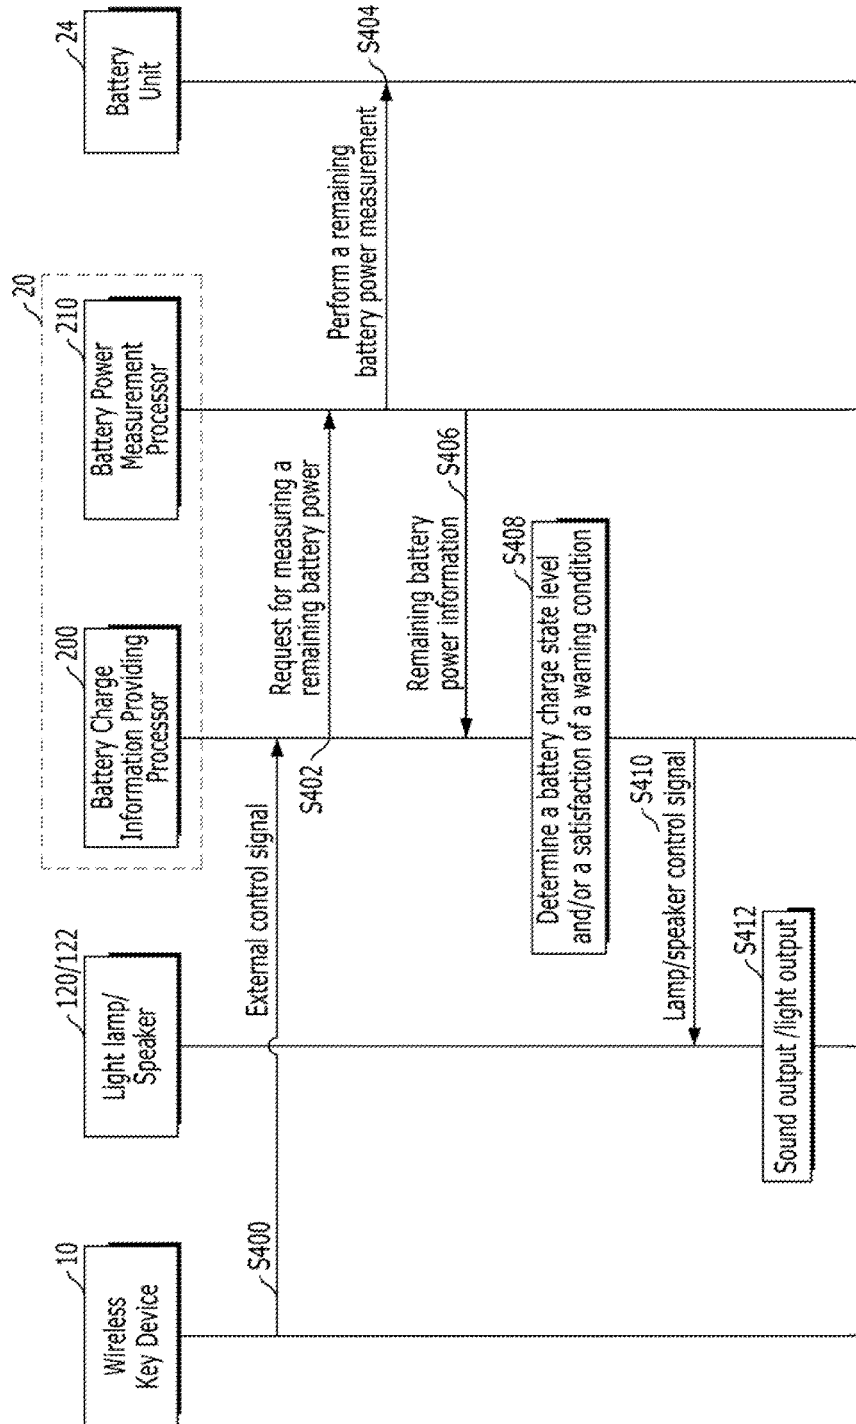 10
Wireless
Key Device
120/122
Light lamp/
Speaker
20
200
Battery Charge
Information Providing
Processor
210
Battery Power
Measurement
Processor
24
Battery
Unit
S400
External control signal
S402
Request for measuring a
remaining battery power
Perform a remaining
battery power measurement
S404
Remaining battery
power information
S406
S408
Determine a battery charge state level
and/or a satisfaction of a warning condition
S410
Lamp/speaker control signal
S412
Sound output /light output